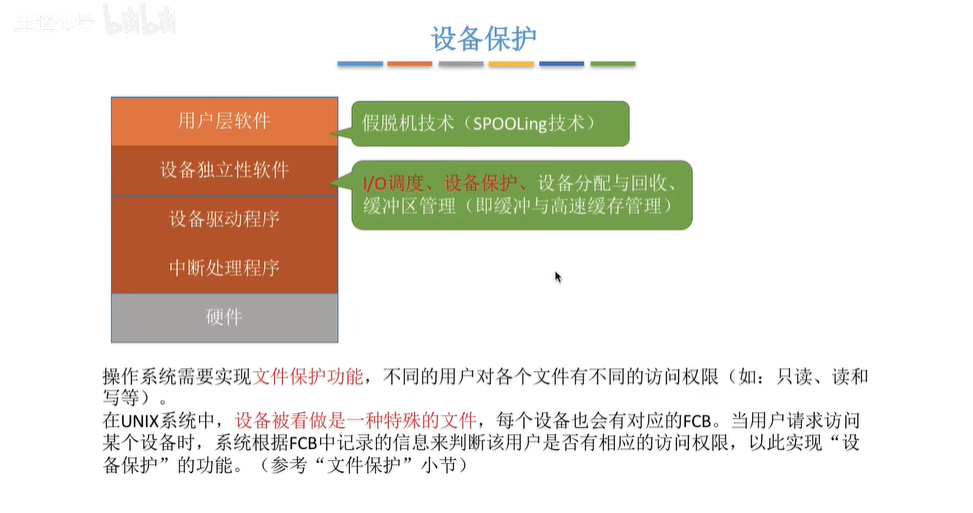 bilibili
设备保护
用户层软件
假脱机技术（SPOOLing技术）
设备独立性软件
I/O调度、设备保护、设备分配与回收、
缓冲区管理（即缓冲与高速缓存管理）
设备驱动程序
中断处理程序
硬件
操作系统需要实现文件保护功能，不同的用户对各个文件有不同的访问权限（如：只读、读和
写等）。
在UNIX系统中，设备被看做是一种特殊的文件，每个设备也会有对应的FCB。当用户请求访问
某个设备时，系统根据FCB中记录的信息来判断该用户是否有相应的访问权限，以此实现“设
备保护”的功能。（参考“文件保护”小节）